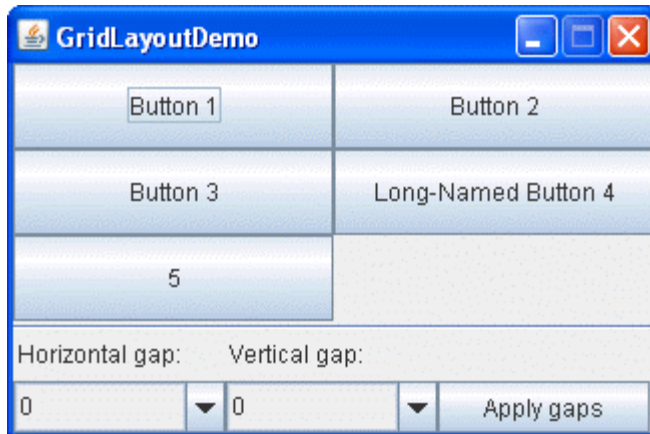 GridLayoutDemo
Button 1 Button 2
Button 3 Long-Named Button 4
5
Horizontal gap: Vertical gap:
0 0 Apply gaps